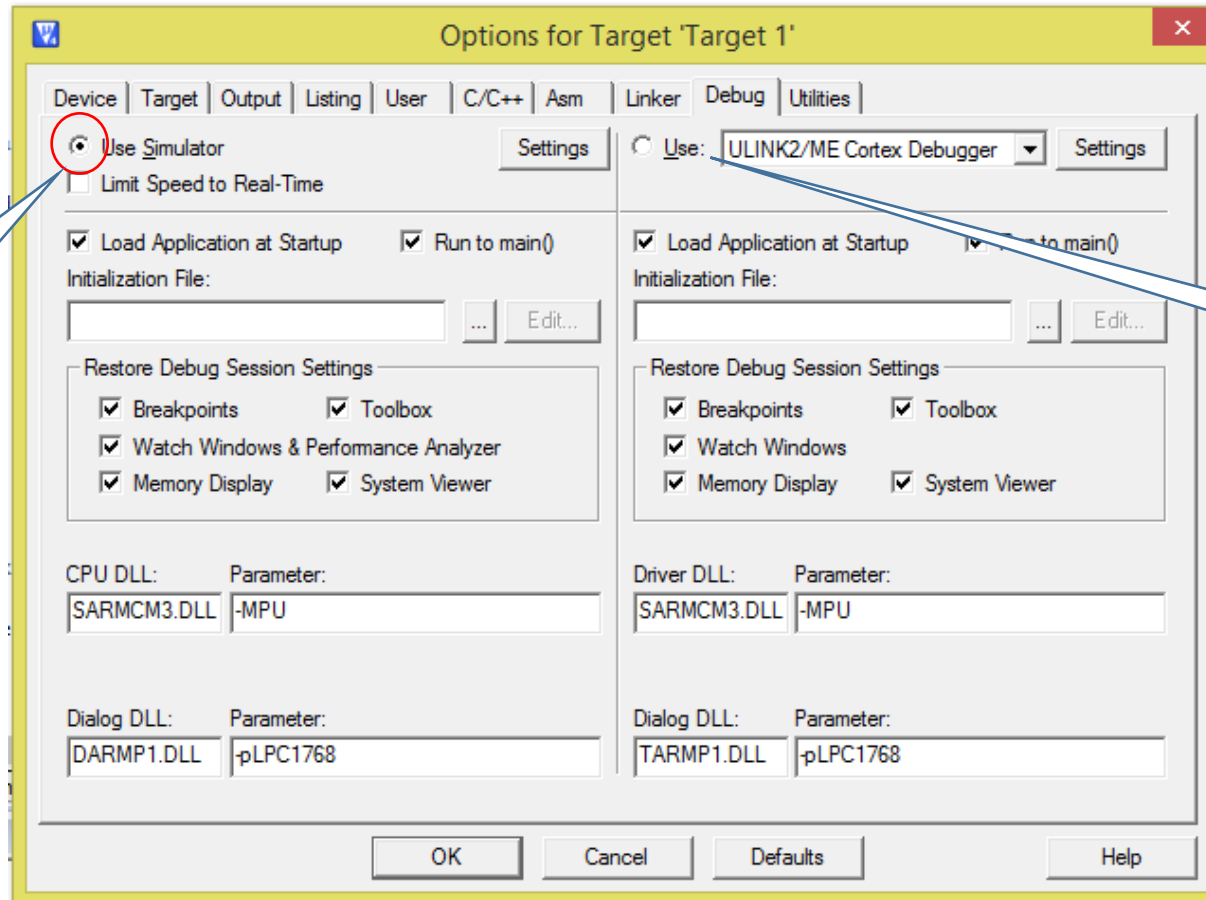 Options for Target 'Target 1'
Device Target Output Listing User C/C++ Asm Linker Debug Utilities
Use Simulator Settings
Limit Speed to Real-Time
Use: ULINK2/ME Cortex Debugger Settings
Load Application at Startup Run to main()
Initialization File:
... Edit...
Restore Debug Session Settings
Breakpoints Toolbox
Watch Windows & Performance Analyzer
Memory Display System Viewer
CPU DLL: Parameter:
SARMCM3.DLL -MPU
Dialog DLL: Parameter:
DARMP1.DLL -pLPC1768
Load Application at Startup Run to main()
Initialization File:
... Edit...
Restore Debug Session Settings
Breakpoints Toolbox
Watch Windows
Memory Display System Viewer
Driver DLL: Parameter:
SARMCM3.DLL -MPU
Dialog DLL: Parameter:
TARMP1.DLL -pLPC1768
OK Cancel Defaults Help